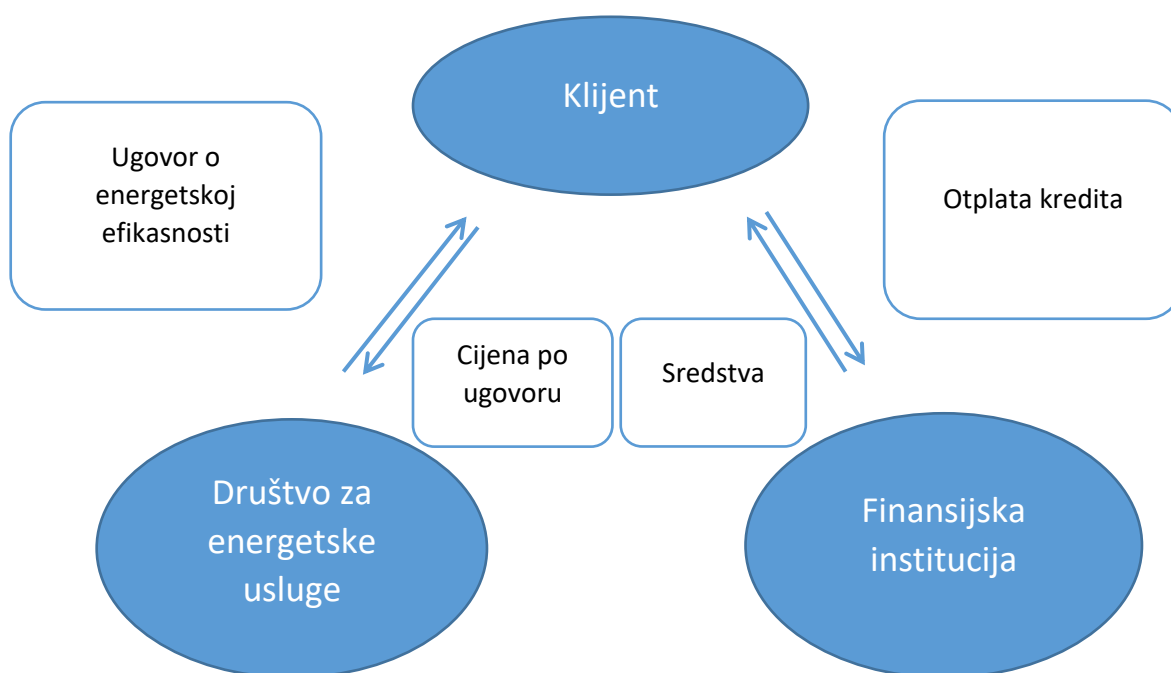 Klijent
Ugovor o
energetskoj
efikasnosti
Otplata kredita
Cijena po
ugovoru
Sredstva
Društvo za
energetske
usluge
Finansijska
institucija